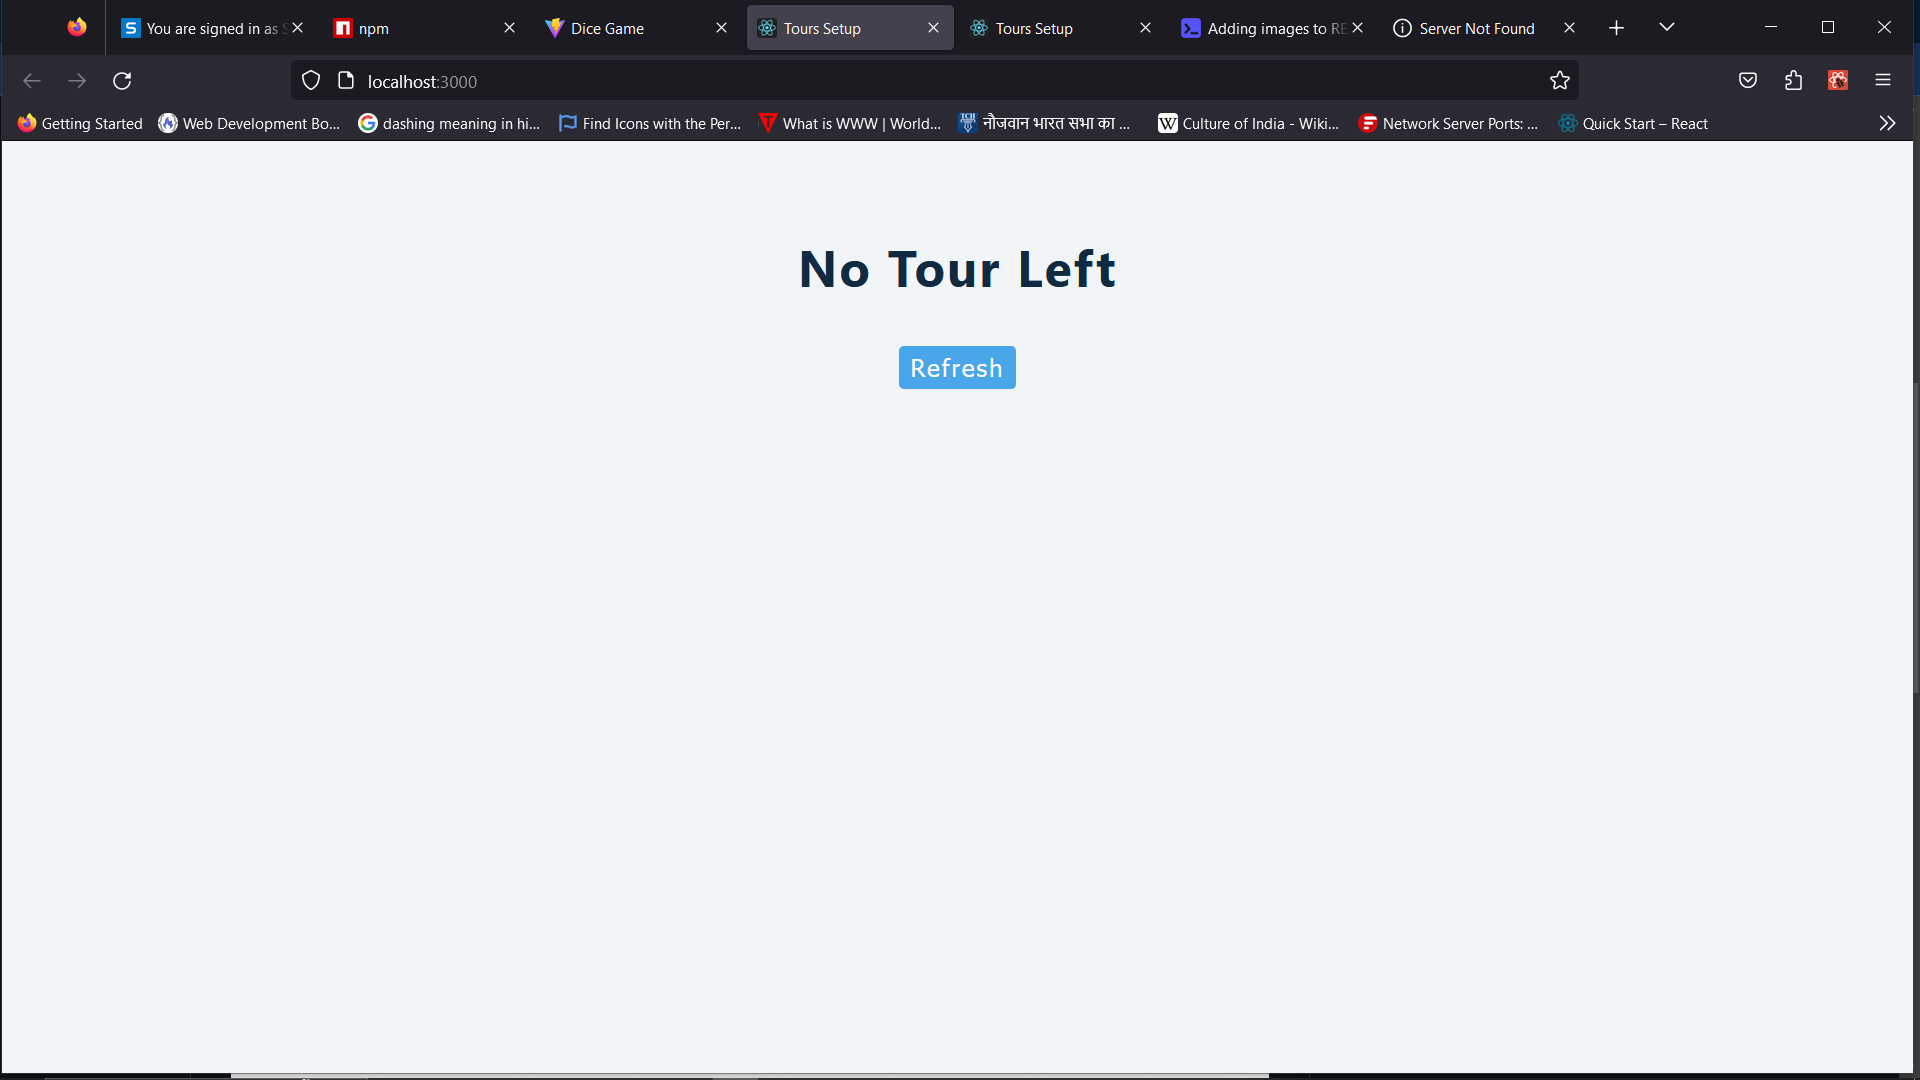 You are signed in as
npm
Dice Game
Tours Setup
Tours Setup
Adding images to RE
Server Not Found
localhost:3000
Getting Started
Web Development Bo...
dashing meaning in hi...
Find Icons with the Per...
What is WWW | World...
नौजवान भारत सभा का ...
Culture of India - Wiki...
Network Server Ports: ...
Quick Start – React
No Tour Left
Refresh